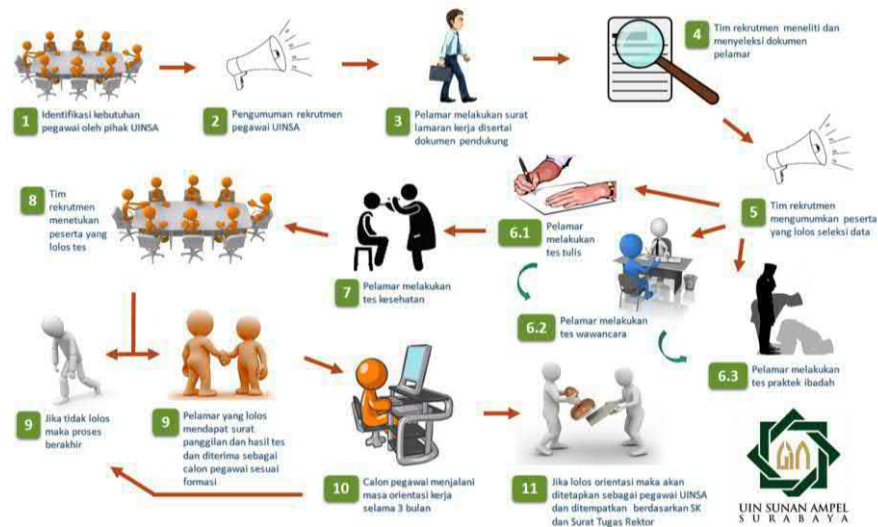 1
Identifikasi kebutuhan
pegawai oleh pihak UINSA
2
Pengumuman rekrutmen
pegawai UINSA
3
Pelamar melakukan surat
lamaran kerja disertai
dokumen pendukung
4
Tim rekrutmen meneliti dan
menyeleksi dokumen
pelamar
5
Tim rekrutmen
mengumumkan peserta
yang lolos seleksi data
6.1
Pelamar
melakukan
tes tulis
6.2
Pelamar melakukan
tes wawancara
6.3
Pelamar melakukan
tes praktek ibadah
7
Pelamar melakukan
tes kesehatan
8
Tim
rekrutmen
menetukan
peserta yang
lolos tes
9
Jika tidak lolos
maka proses
berakhir
9
Pelamar yang lolos
mendapat surat
panggilan dan hasil tes
dan diterima sebagai
calon pegawai sesuai
formasi
10
Calon pegawai menjalani
masa orientasi kerja
selama 3 bulan
11
Jika lolos orientasi maka akan
ditetapkan sebagai pegawai UINSA
dan ditempatkan berdasarkan SK
dan Surat Tugas Rektor
UIN SUNAN AMPEL
SURABAYA